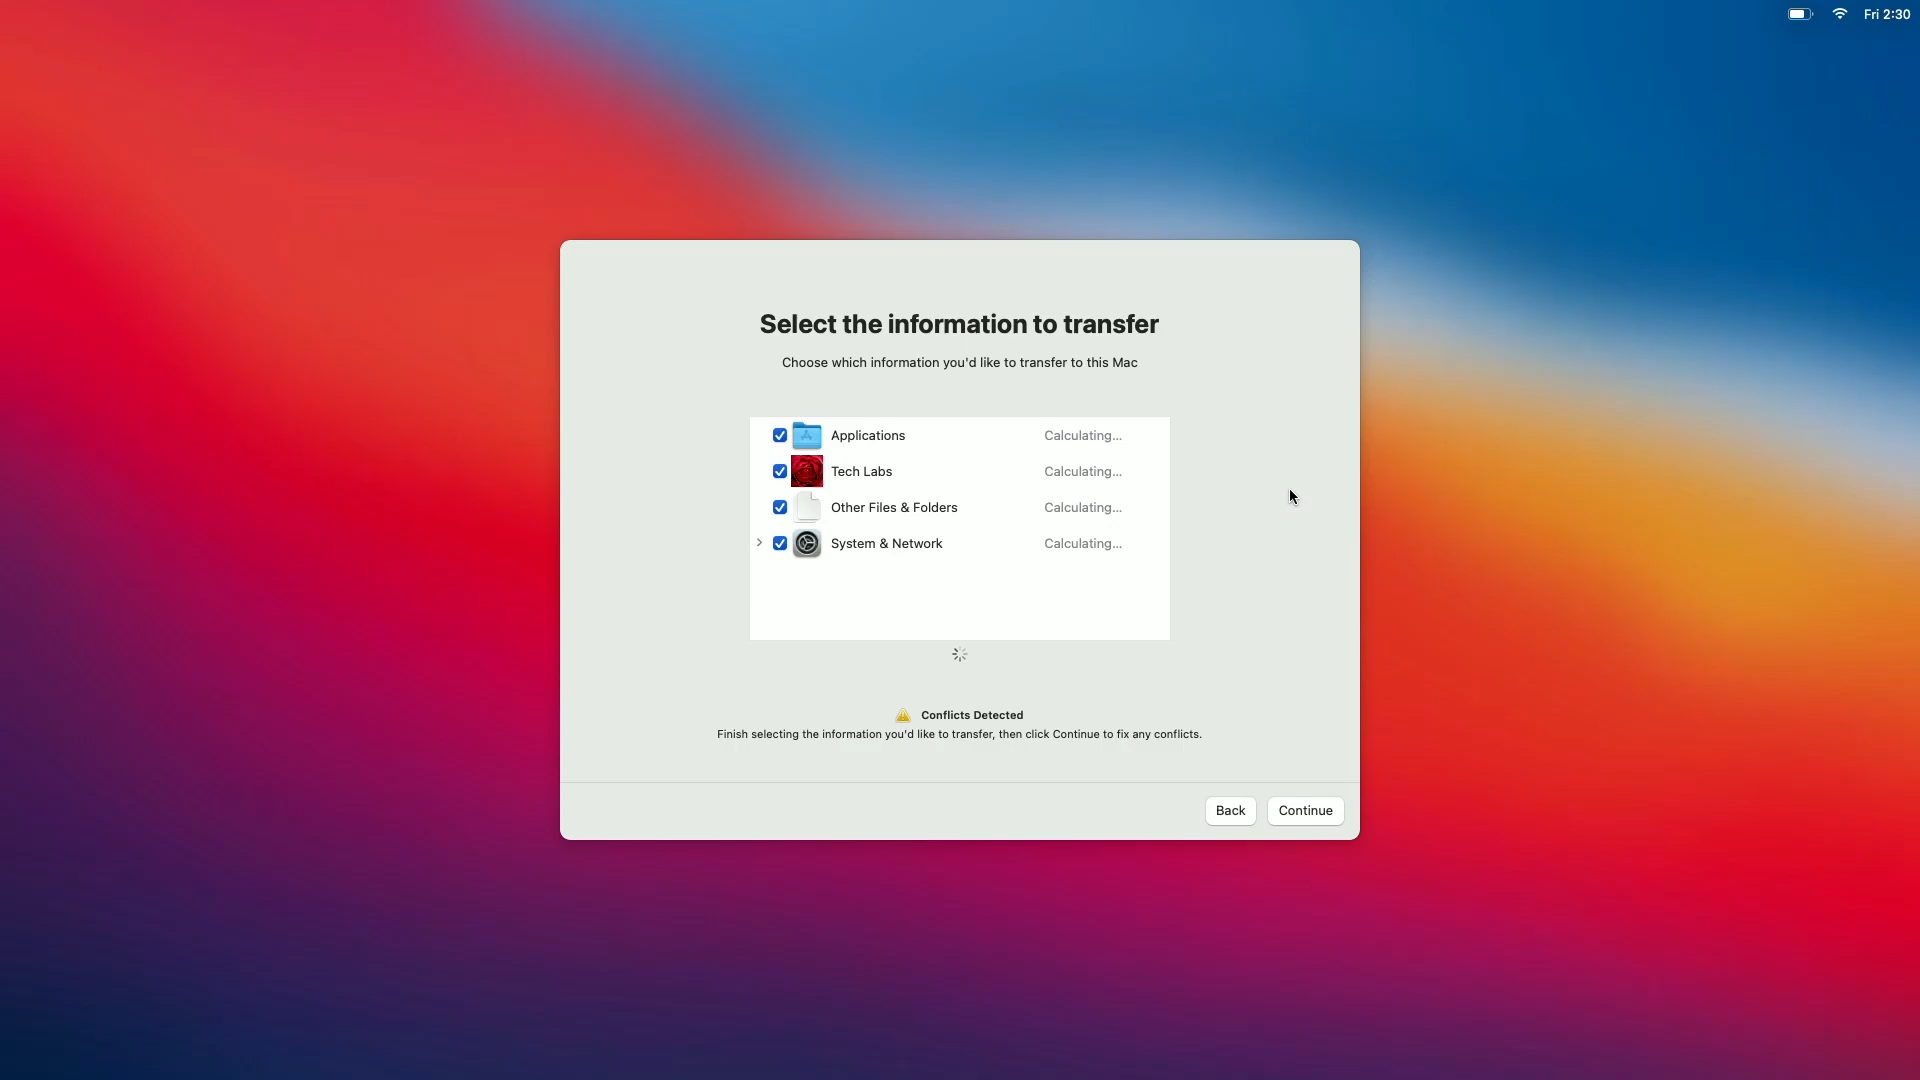 Fri 2:30
Select the information to transfer
Choose which information you'd like to transfer to this Mac
Applications Calculating...
Tech Labs Calculating...
Other Files & Folders Calculating...
System & Network Calculating...
Conflicts Detected
Finish selecting the information you'd like to transfer, then click Continue to fix any conflicts.
Back Continue